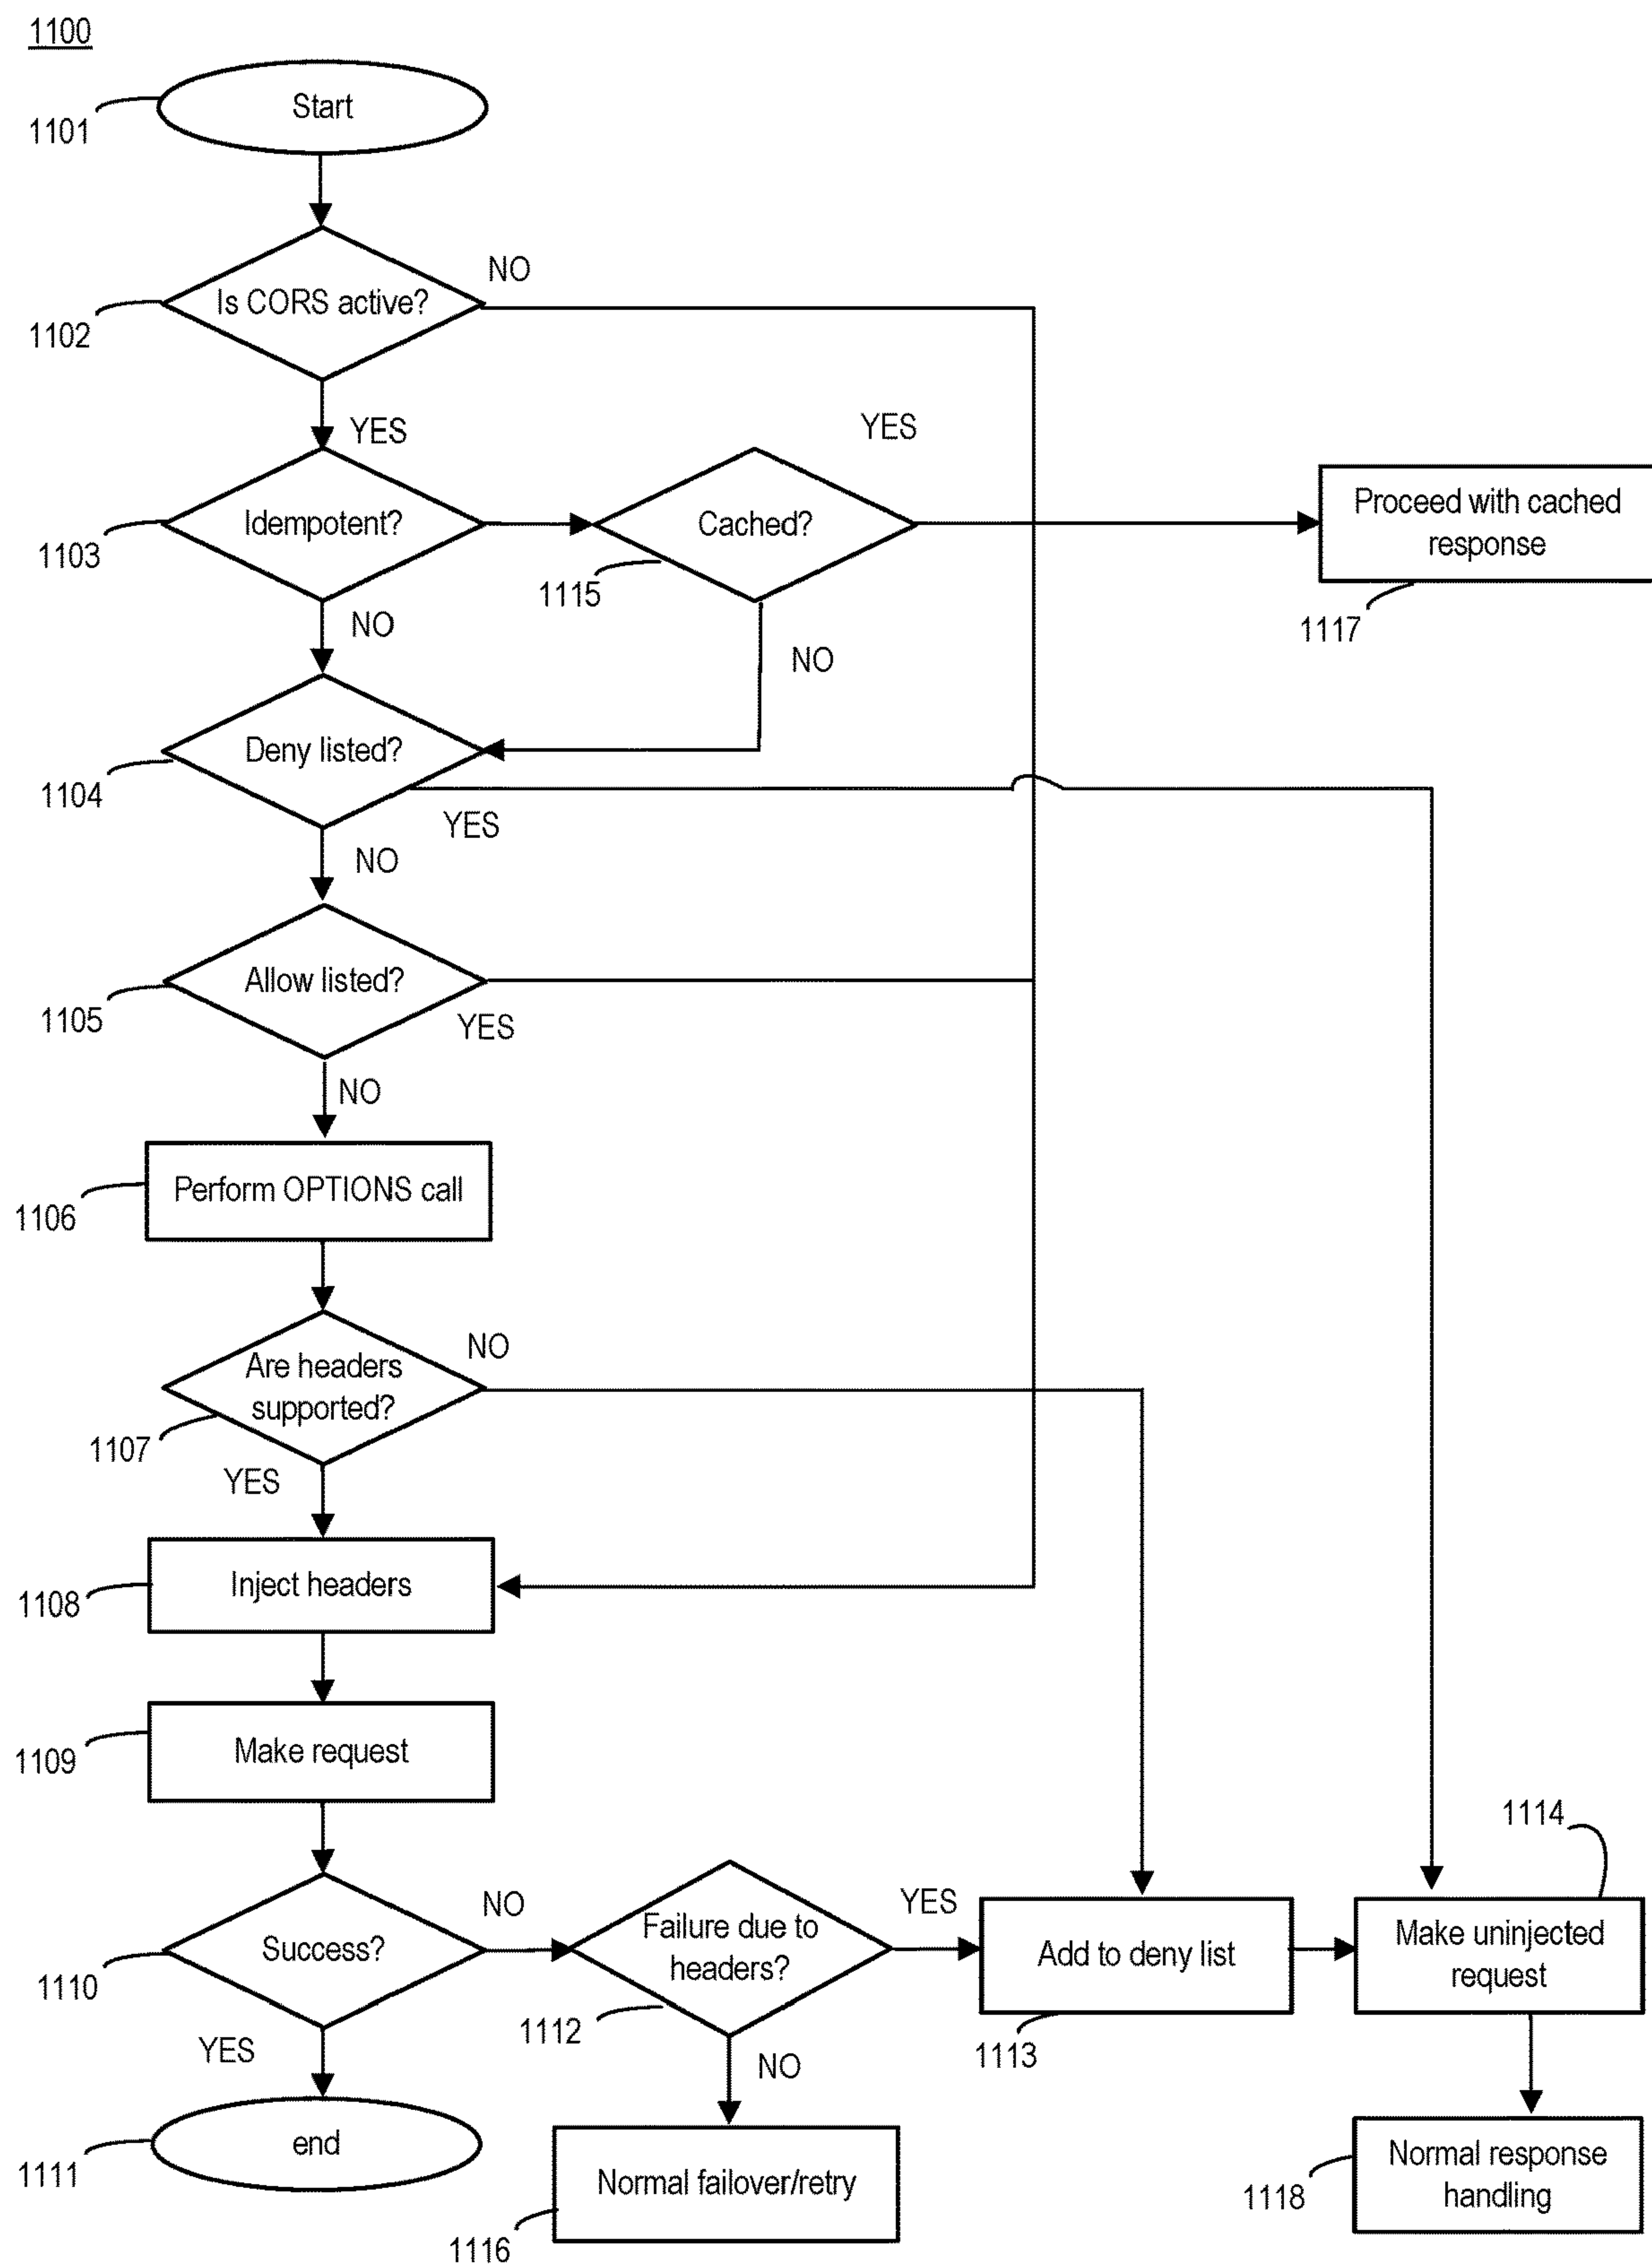 1100
Start
1101
NO
Is CORS active?
1102
YES
YES
Idempotent?
Cached?
Proceed with cached
response
1103
1115
1117
NO
NO
Deny listed?
1104
YES
NO
Allow listed?
1105
YES
NO
Perform OPTIONS call
1106
NO
Are headers
supported?
1107
YES
Inject headers
1108
Make request
1109
1114
NO
YES
Failure due to
headers?
Success?
Add to deny list
Make uninjected
request
1110
1112
1113
YES
NO
end
1111
Normal failover/retry
1116
Normal response
handling
1118